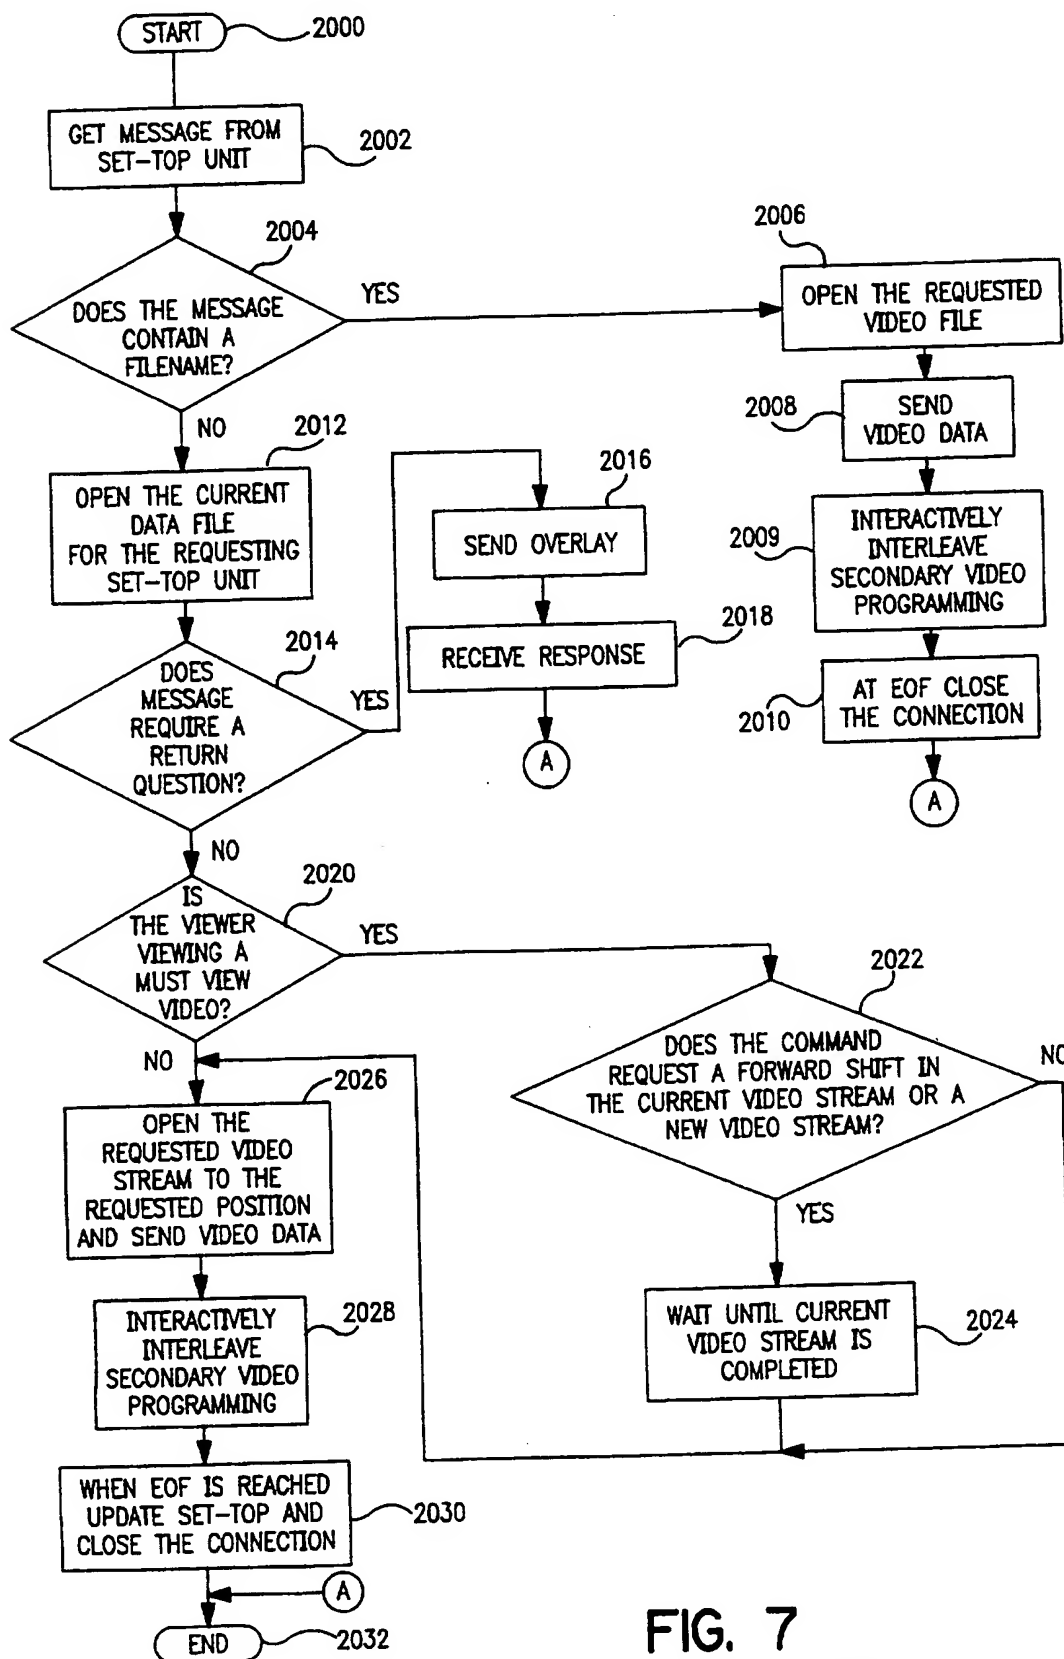 START
2000
GET MESSAGE FROM
SET-TOP UNIT
2002
2004
DOES THE MESSAGE
CONTAIN A
FILENAME?
YES
NO
2006
OPEN THE REQUESTED
VIDEO FILE
2008
SEND
VIDEO DATA
2009
INTERACTIVELY
INTERLEAVE
SECONDARY VIDEO
PROGRAMMING
2010
AT EOF CLOSE
THE CONNECTION
A
2012
OPEN THE CURRENT
DATA FILE
FOR THE REQUESTING
SET-TOP UNIT
2014
DOES
MESSAGE
REQUIRE A
RETURN
QUESTION?
YES
NO
2016
SEND OVERLAY
2018
RECEIVE RESPONSE
A
2020
IS
THE VIEWER
VIEWING A
MUST VIEW
VIDEO?
YES
NO
2022
DOES THE COMMAND
REQUEST A FORWARD SHIFT IN
THE CURRENT VIDEO STREAM OR A
NEW VIDEO STREAM?
NO
YES
WAIT UNTIL CURRENT
VIDEO STREAM IS
COMPLETED
2024
2026
OPEN THE
REQUESTED VIDEO
STREAM TO THE
REQUESTED POSITION
AND SEND VIDEO DATA
INTERACTIVELY
INTERLEAVE
SECONDARY VIDEO
PROGRAMMING
2028
WHEN EOF IS REACHED
UPDATE SET-TOP AND
CLOSE THE CONNECTION
2030
A
END
2032
FIG. 7